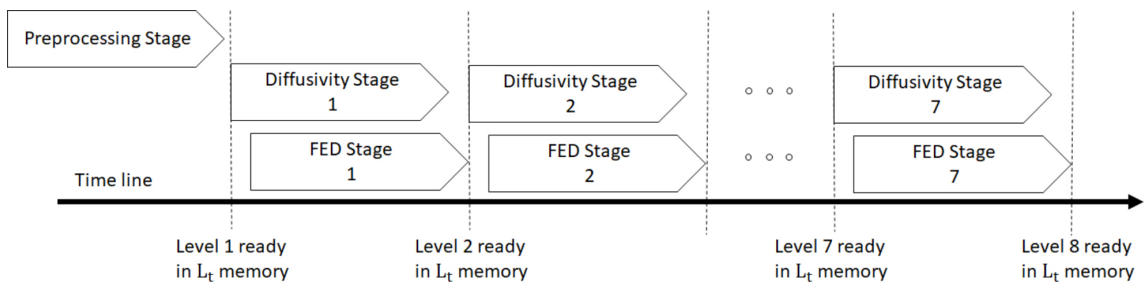 Preprocessing Stage
Diffusivity Stage
1
Diffusivity Stage
2
Diffusivity Stage
7
FED Stage
1
FED Stage
2
FED Stage
7
Time line
Level 1 ready
in Lt memory
Level 2 ready
in Lt memory
Level 7 ready
in Lt memory
Level 8 ready
in Lt memory